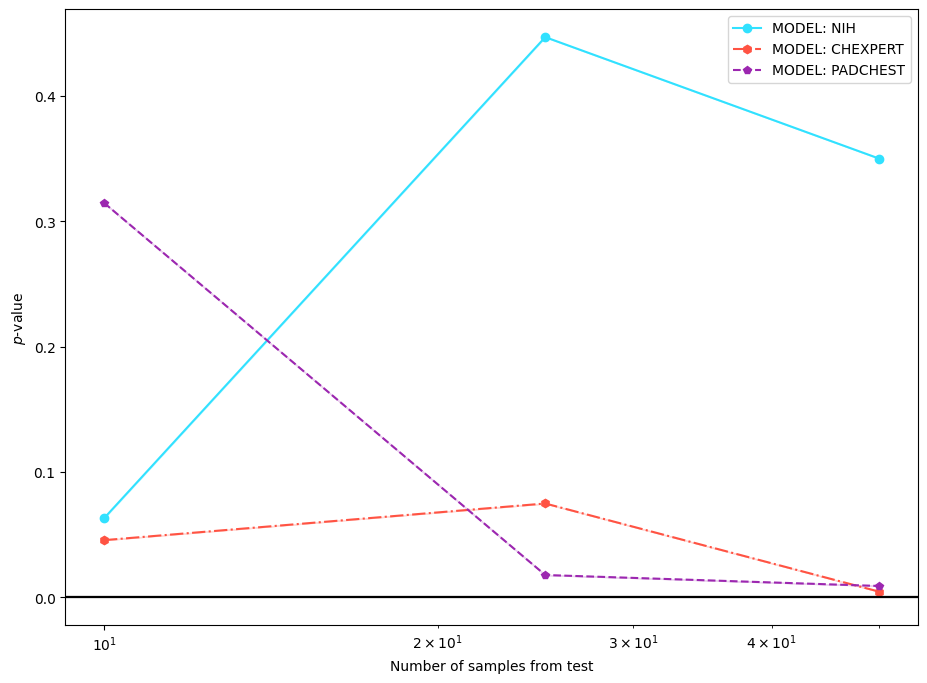 MODEL: NIH
MODEL: CHEXPERT
MODEL: PADCHEST
0.4
0.3
0.2
0.1
0.0
p-value
10¹
2 × 10¹
3 × 10¹
4 × 10¹
Number of samples from test